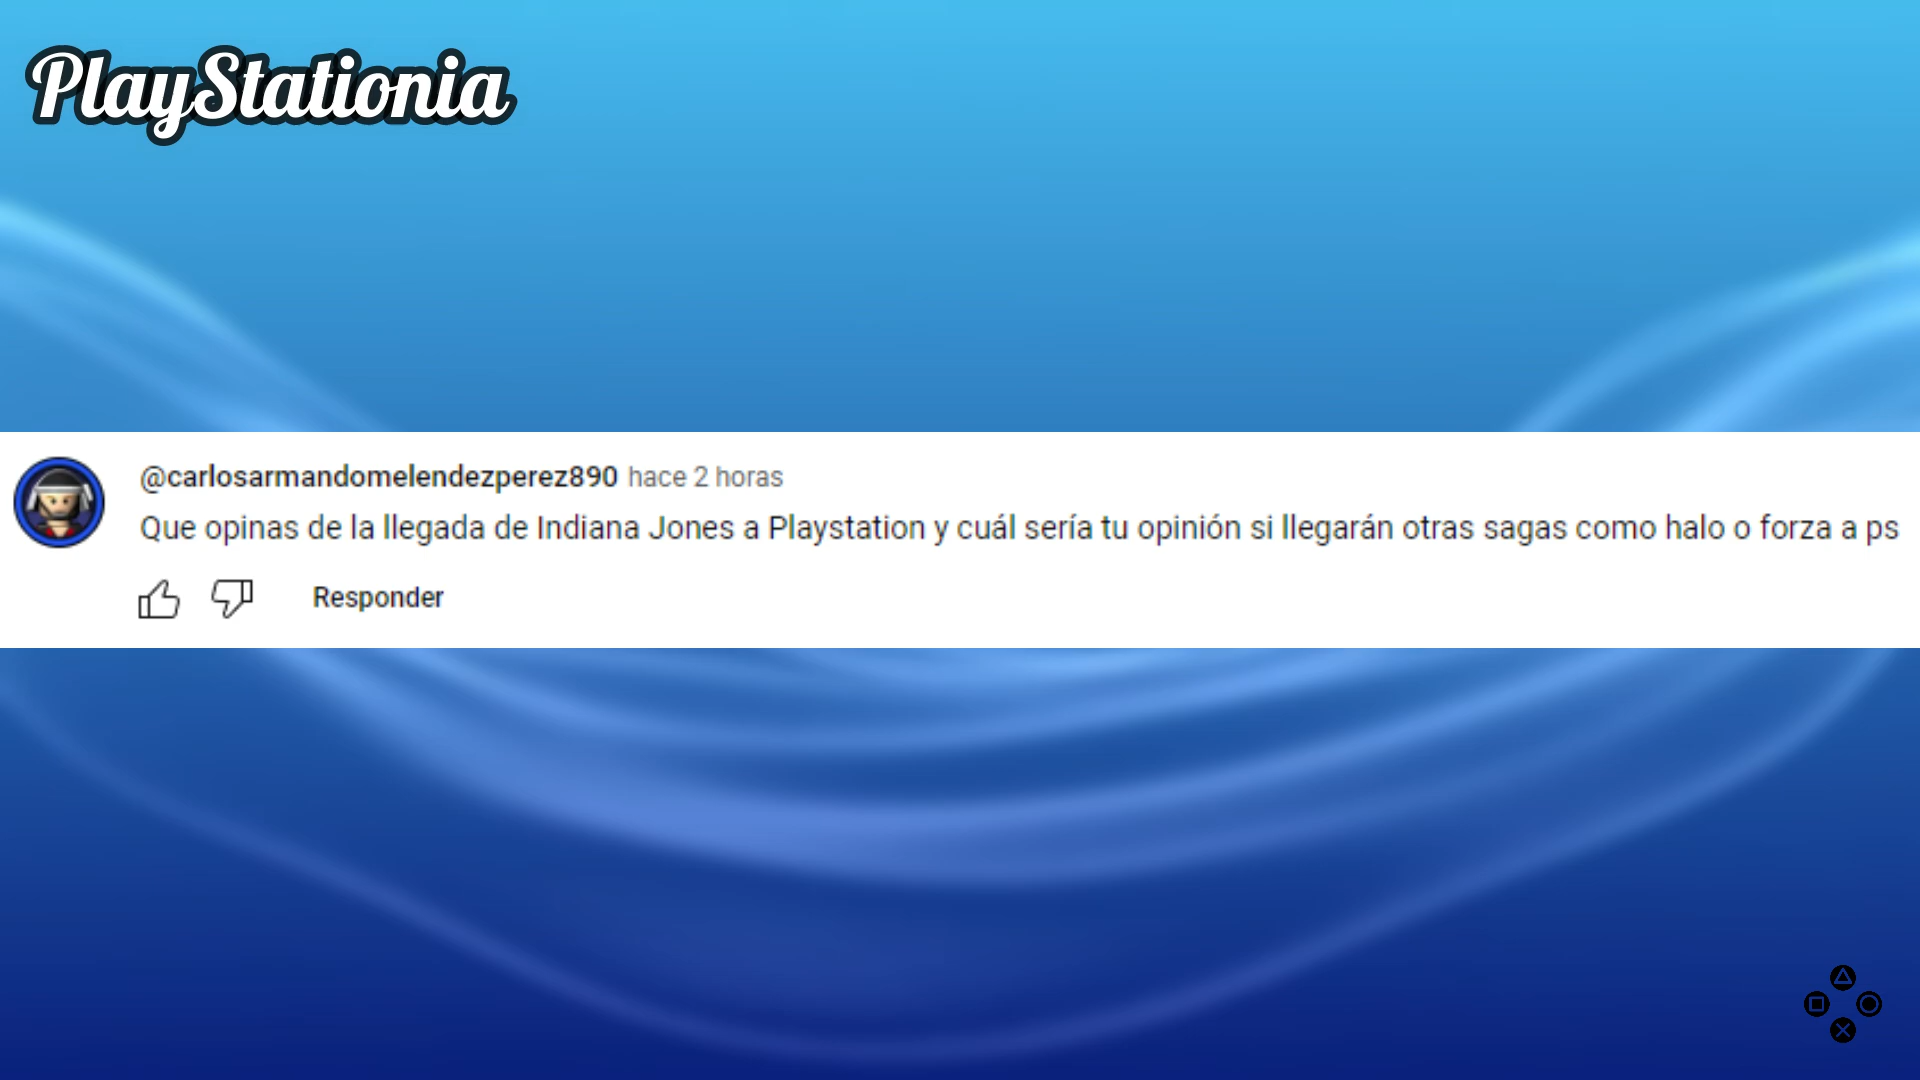 PlayStationia
@carlosarmandomelendezperez890 hace 2 horas
Que opinas de la llegada de Indiana Jones a Playstation y cuál sería tu opinión si llegarán otras sagas como halo o forza a ps
Responder